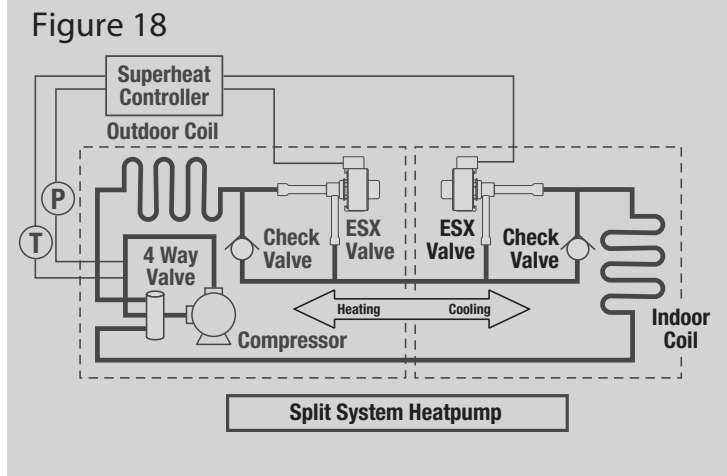 Figure 18
Superheat
Controller
Outdoor Coil
P
T
4 Way
Valve
Check
Valve
ESX
Valve
ESX
Valve
Check
Valve
Heating
Cooling
Compressor
Indoor
Coil
Split System Heatpump